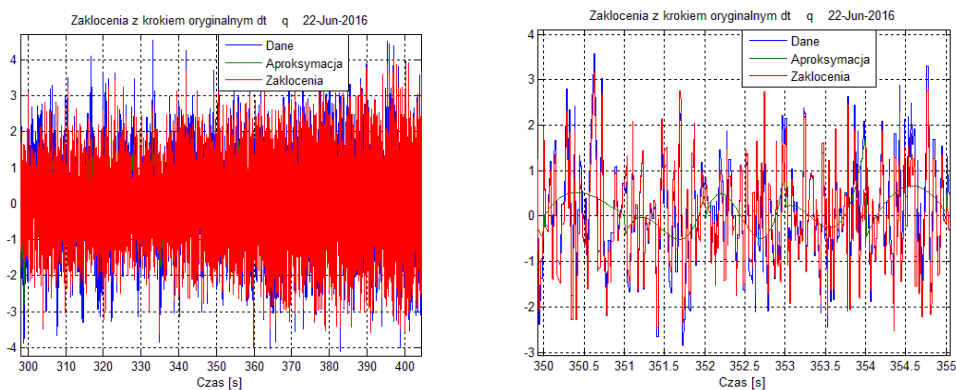 Zaklocenia z krokiem oryginalnym dt q 22-Jun-2016
Dane
Aproksymacja
Zaklocenia
4
3
2
1
0
-1
-2
-3
-4
300 310 320 330 340 350 360 370 380 390 400
Czas [s]
Zaklocenia z krokiem oryginalnym dt q 22-Jun-2016
Dane
Aproksymacja
Zaklocenia
4
3
2
1
0
-1
-2
-3
350 350.5 351 351.5 352 352.5 353 353.5 354 354.5 355
Czas [s]